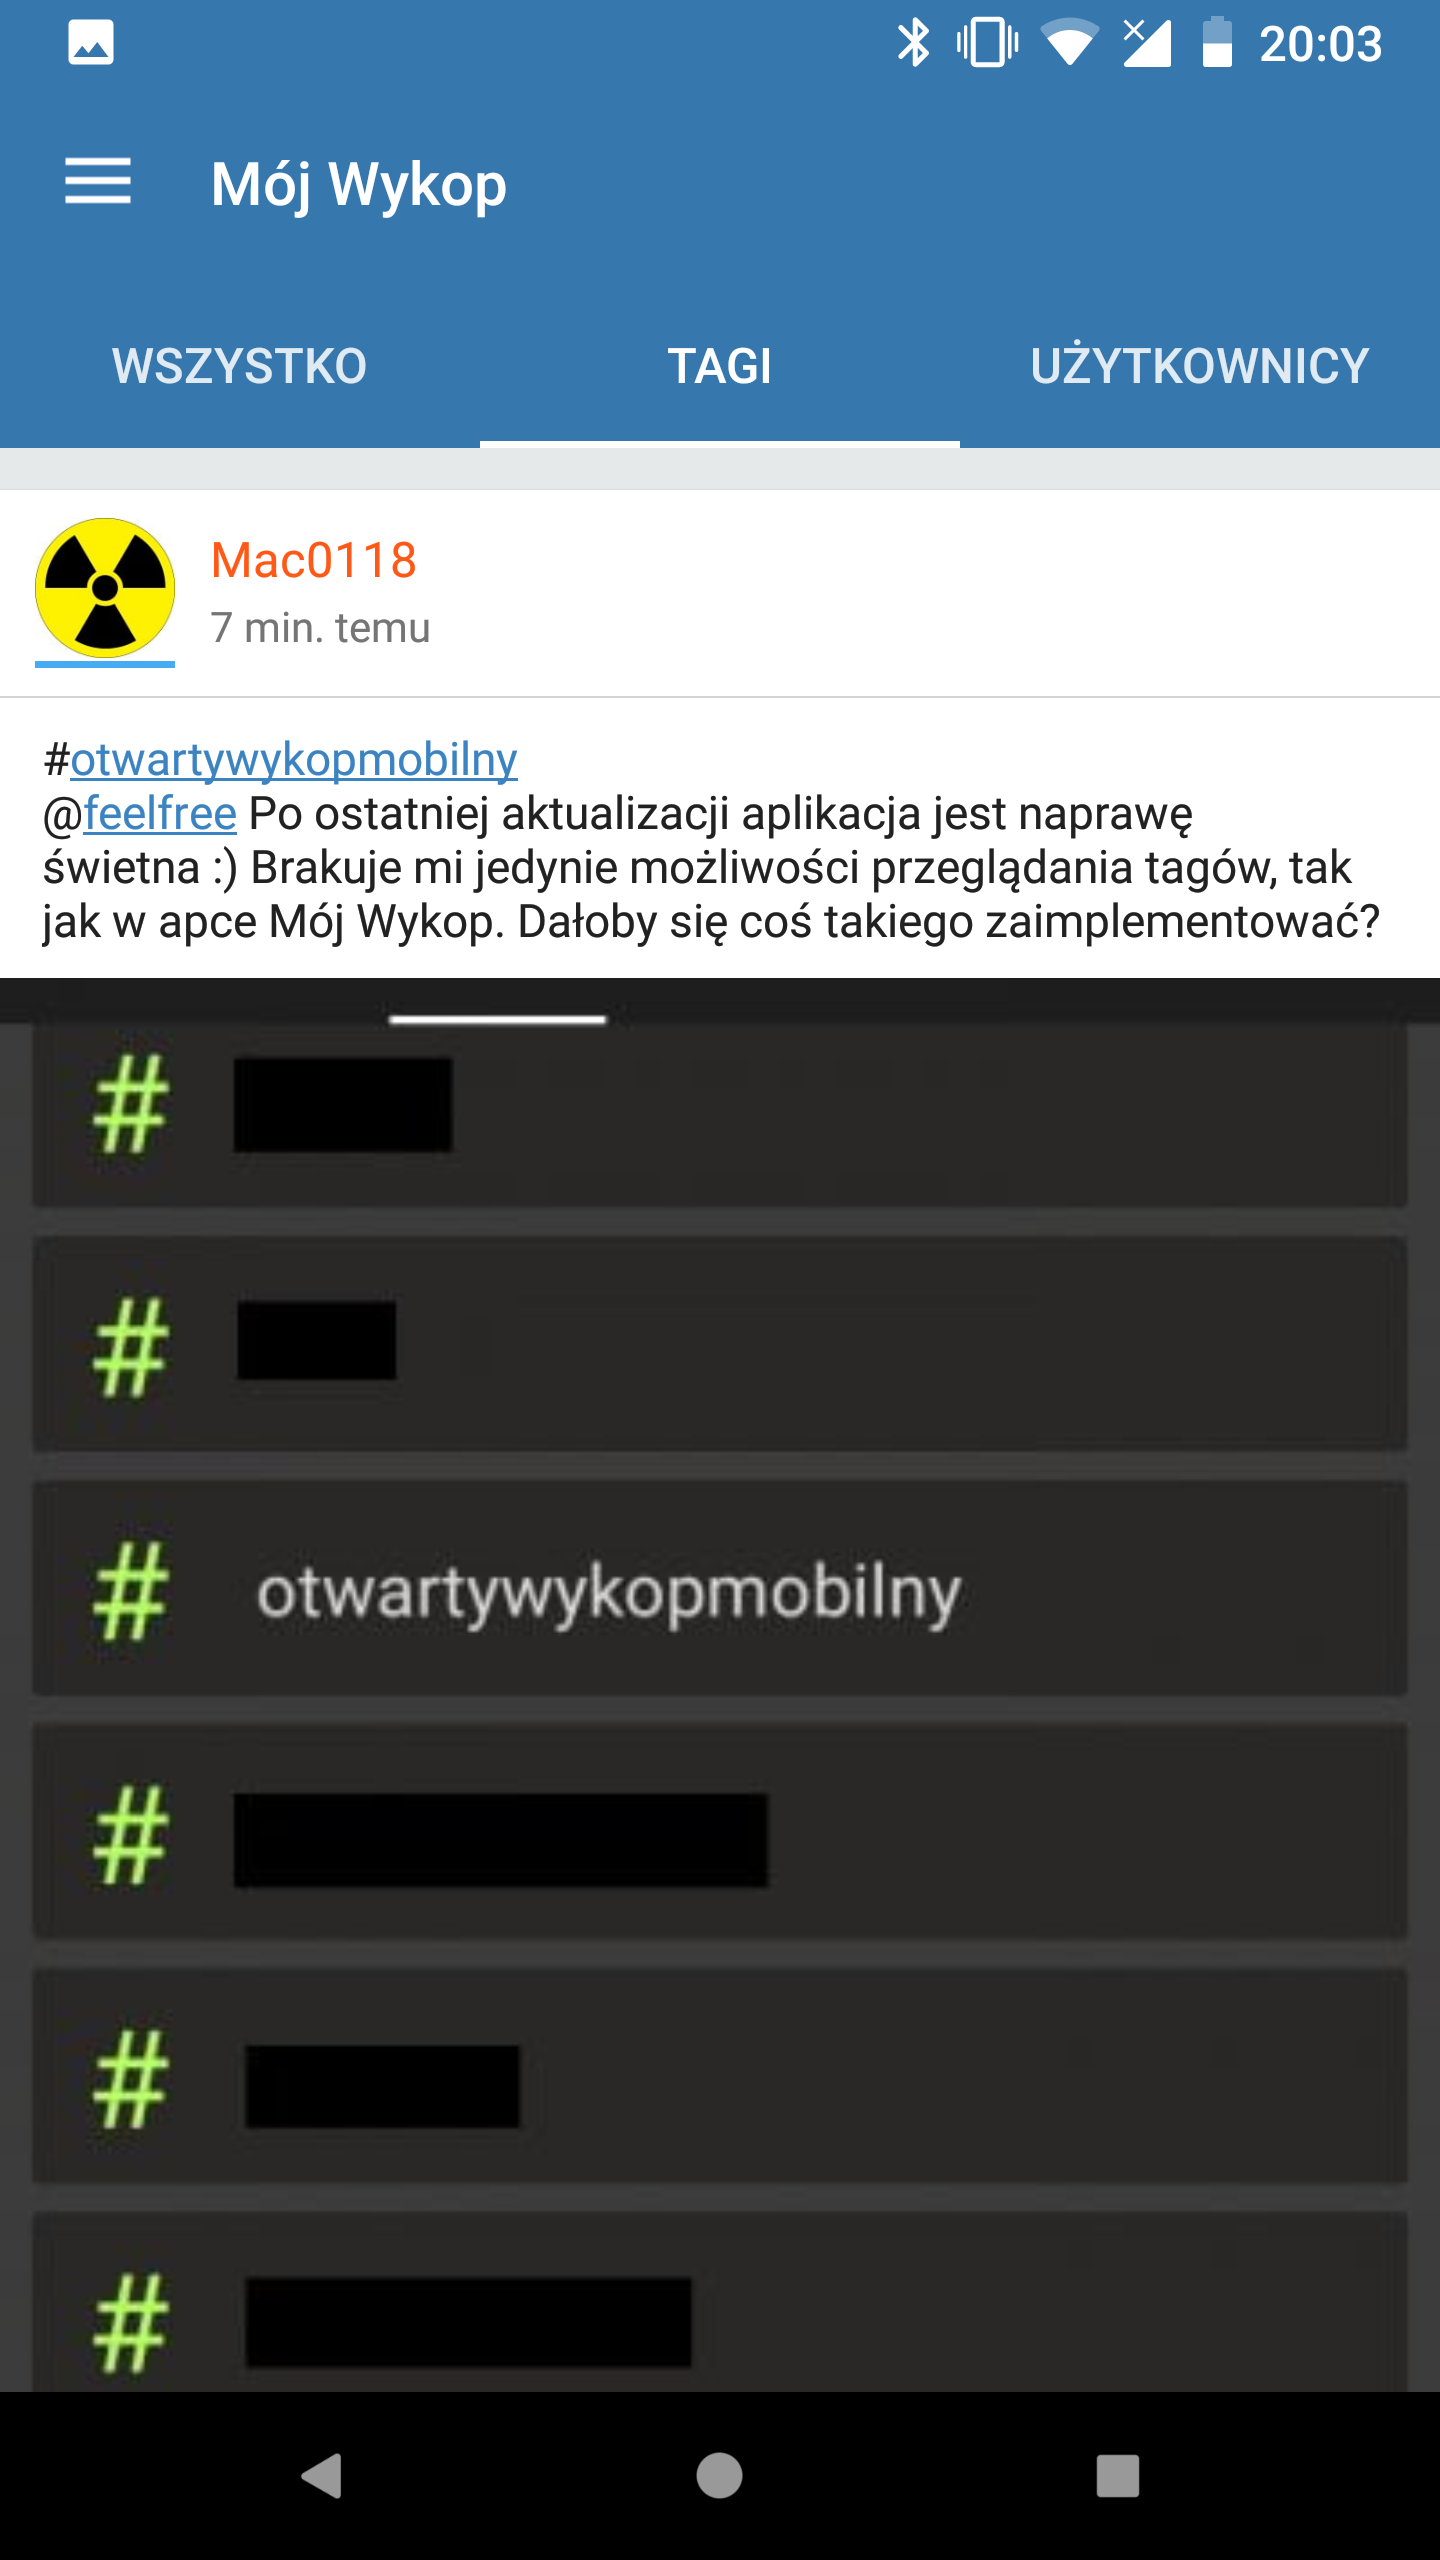 20:03
Mój Wykop
WSZYSTKO TAGI UŻYTKOWNICY
Mac0118
7 min. temu
#otwartywykopmobilny
@feelfree Po ostatniej aktualizacji aplikacja jest naprawę
świetna :) Brakuje mi jedynie możliwości przeglądania tagów, tak
jak w apce Mój Wykop. Dałoby się coś takiego zaimplementować?
#
#
# otwartywykopmobilny
#
#
#